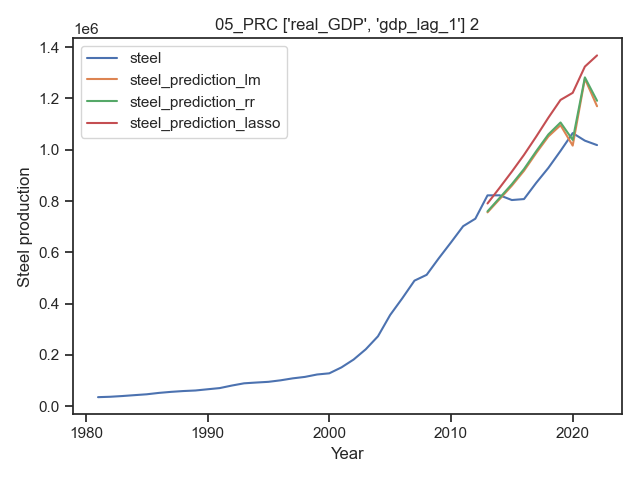 05_PRC ['real_GDP', 'gdp_lag_1'] 2
1e6
steel
steel_prediction_lm
steel_prediction_rr
steel_prediction_lasso
1.4
1.2
1.0
0.8
0.6
0.4
0.2
0.0
Steel production
1980 1990 2000 2010 2020
Year